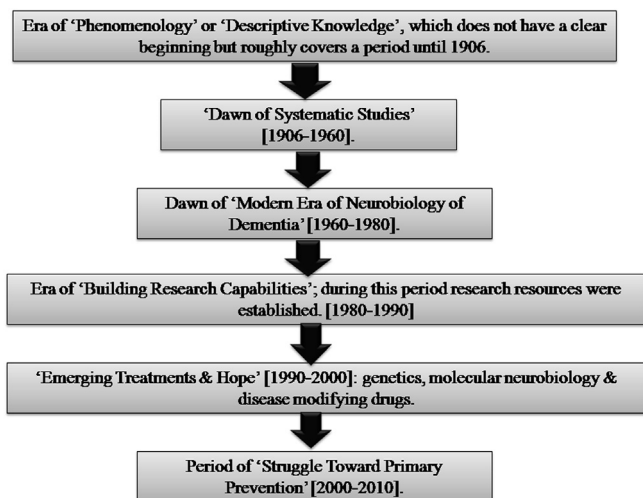 Era of ‘Phenomenology’ or ‘Descriptive Knowledge’, which does not have a clear
beginning but roughly covers a period until 1906.
‘Dawn of Systematic Studies’
[1906-1960].
Dawn of ‘Modern Era of Neurobiology of
Dementia’ [1960-1980].
Era of ‘Building Research Capabilities’; during this period research resources were
established. [1980-1990]
‘Emerging Treatments & Hope’ [1990-2000]: genetics, molecular neurobiology &
disease modifying drugs.
Period of ‘Struggle Toward Primary
Prevention’ [2000-2010].